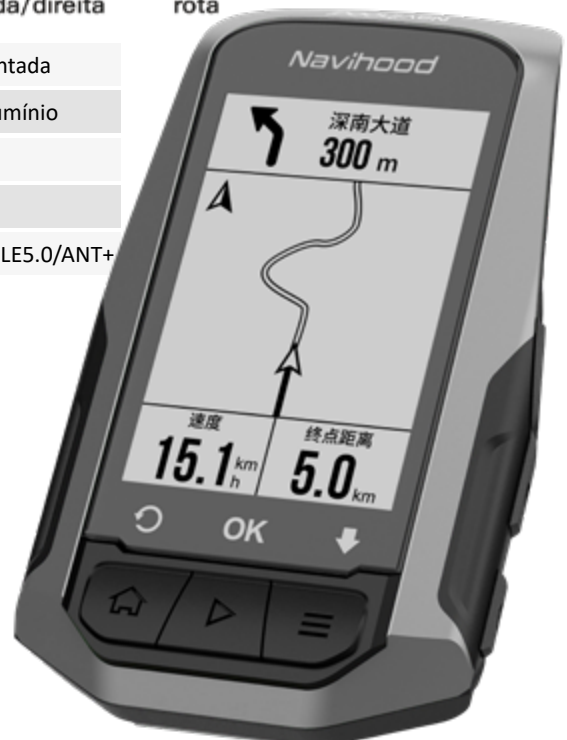 da/direita
rota
ntada
umínio
LE5.0/ANT+
Navihood
深南大道
300 m
速度
15.1 km
h
终点距离
5.0 km
OK